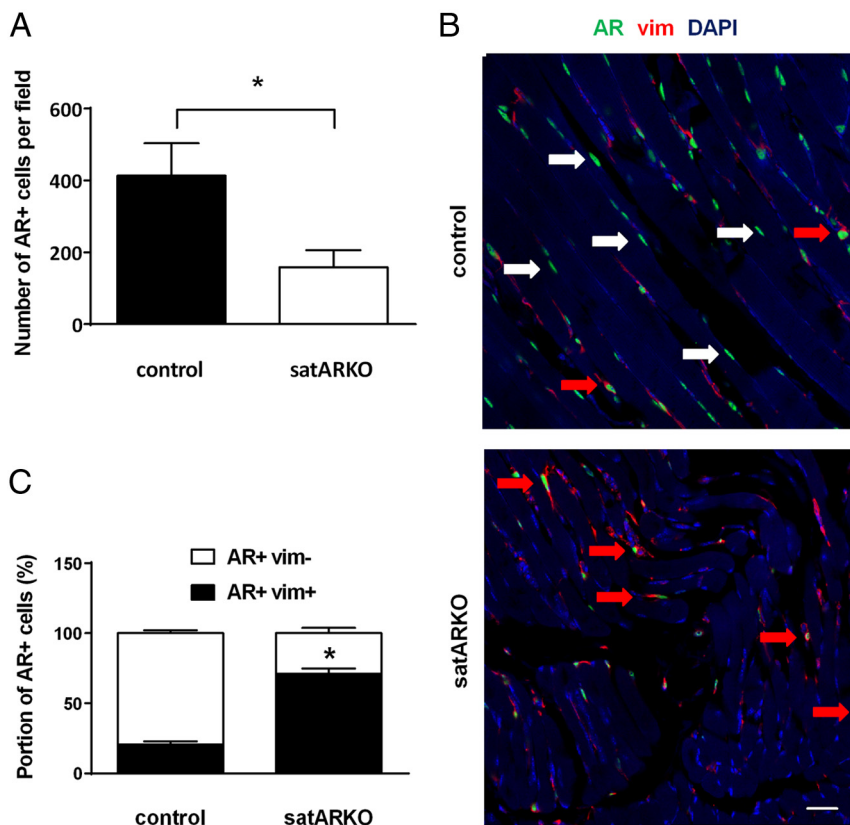 A
Number of AR+ cells per field
600
400
200
0
*
control
satARKO
B
AR vim DAPI
control
satARKO
C
Portion of AR+ cells (%)
150
100
50
0
AR+ vim-
AR+ vim+
*
control
satARKO